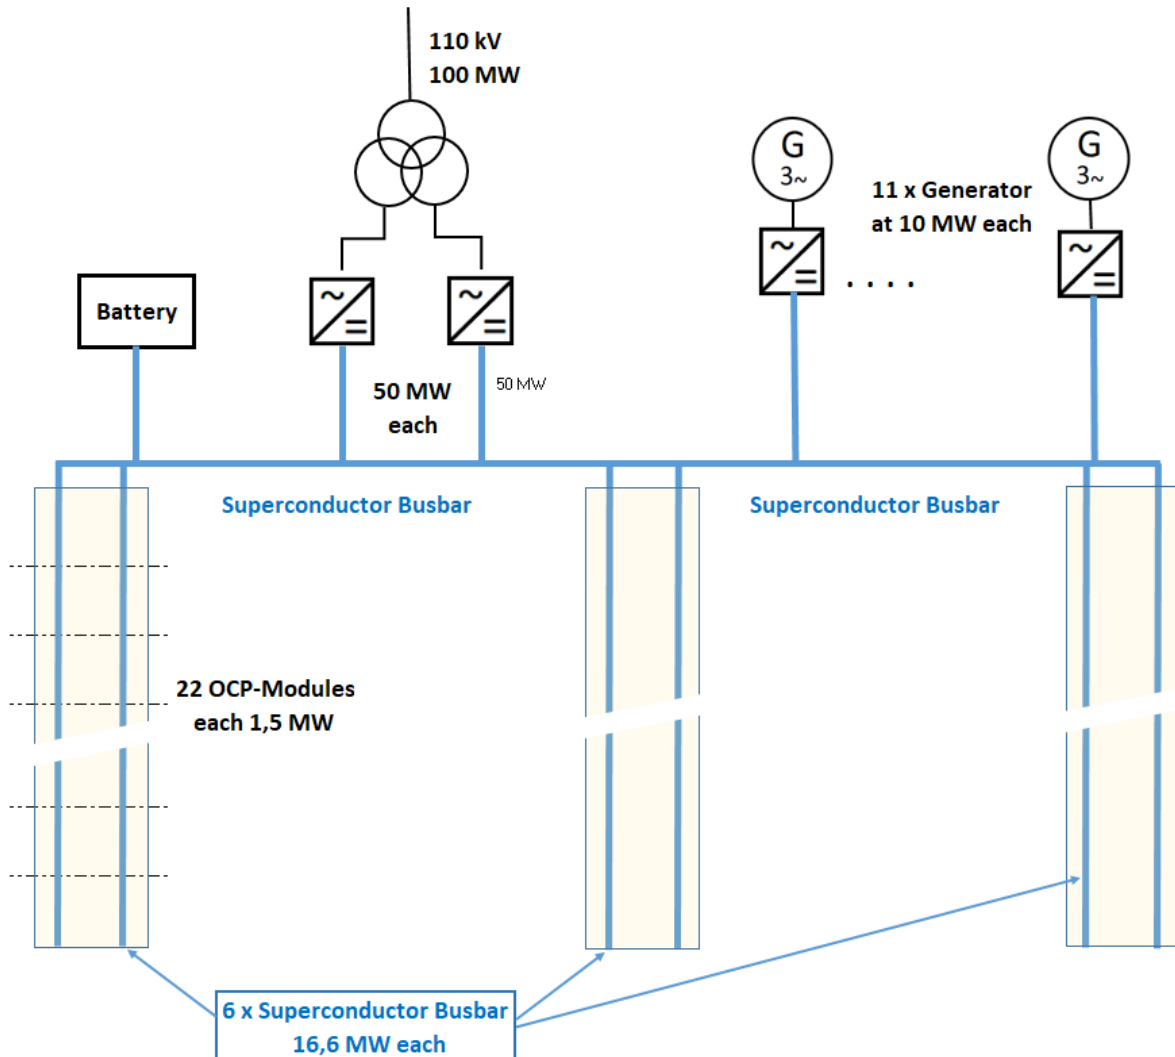 110 kV
100 MW
G
3~
G
3~
11 x Generator
at 10 MW each
~
=
~
=
. . . .
Battery
~
=
~
=
50 MW
each
50 MW
Superconductor Busbar
Superconductor Busbar
22 OCP-Modules
each 1,5 MW
6 x Superconductor Busbar
16,6 MW each